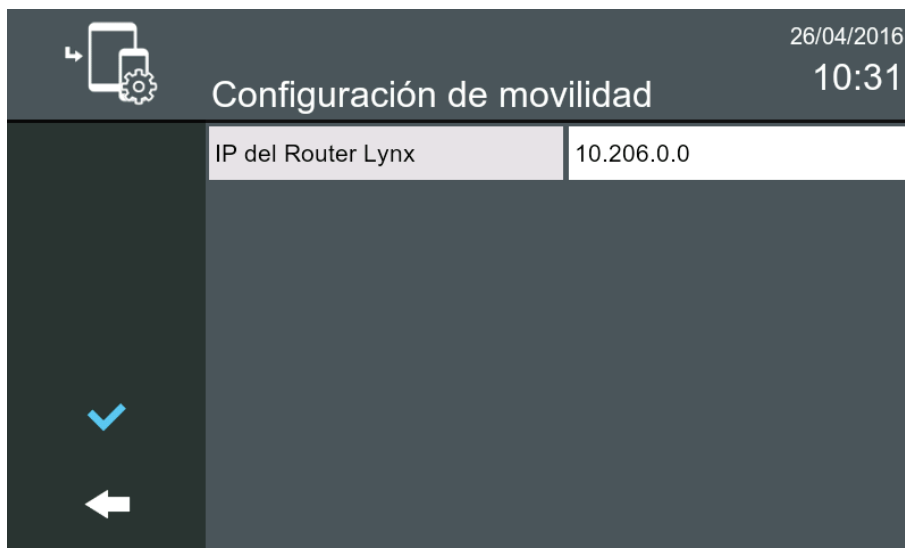 26/04/2016
10:31
Configuración de movilidad
IP del Router Lynx
10.206.0.0